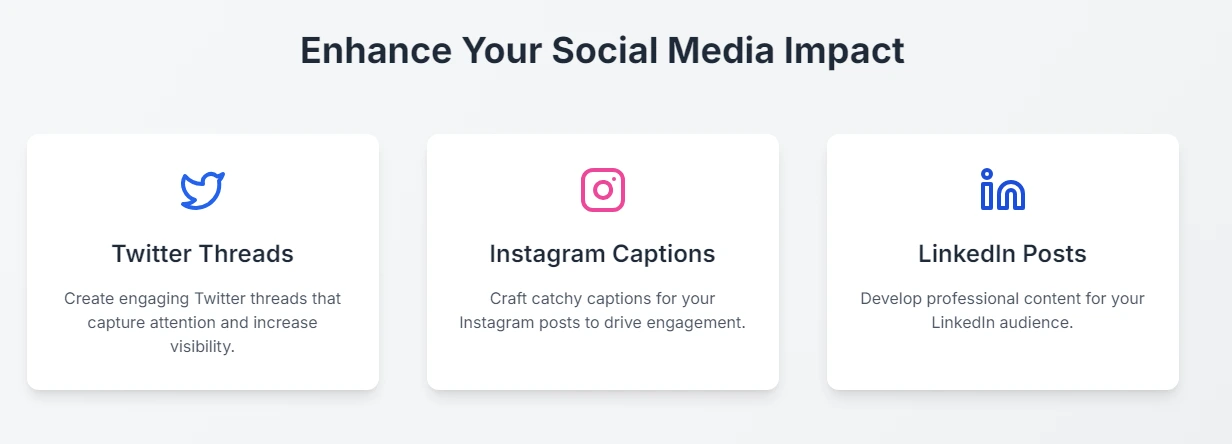 Enhance Your Social Media Impact
Twitter Threads
Create engaging Twitter threads that
capture attention and increase
visibility.
Instagram Captions
Craft catchy captions for your
Instagram posts to drive engagement.
LinkedIn Posts
Develop professional content for your
LinkedIn audience.